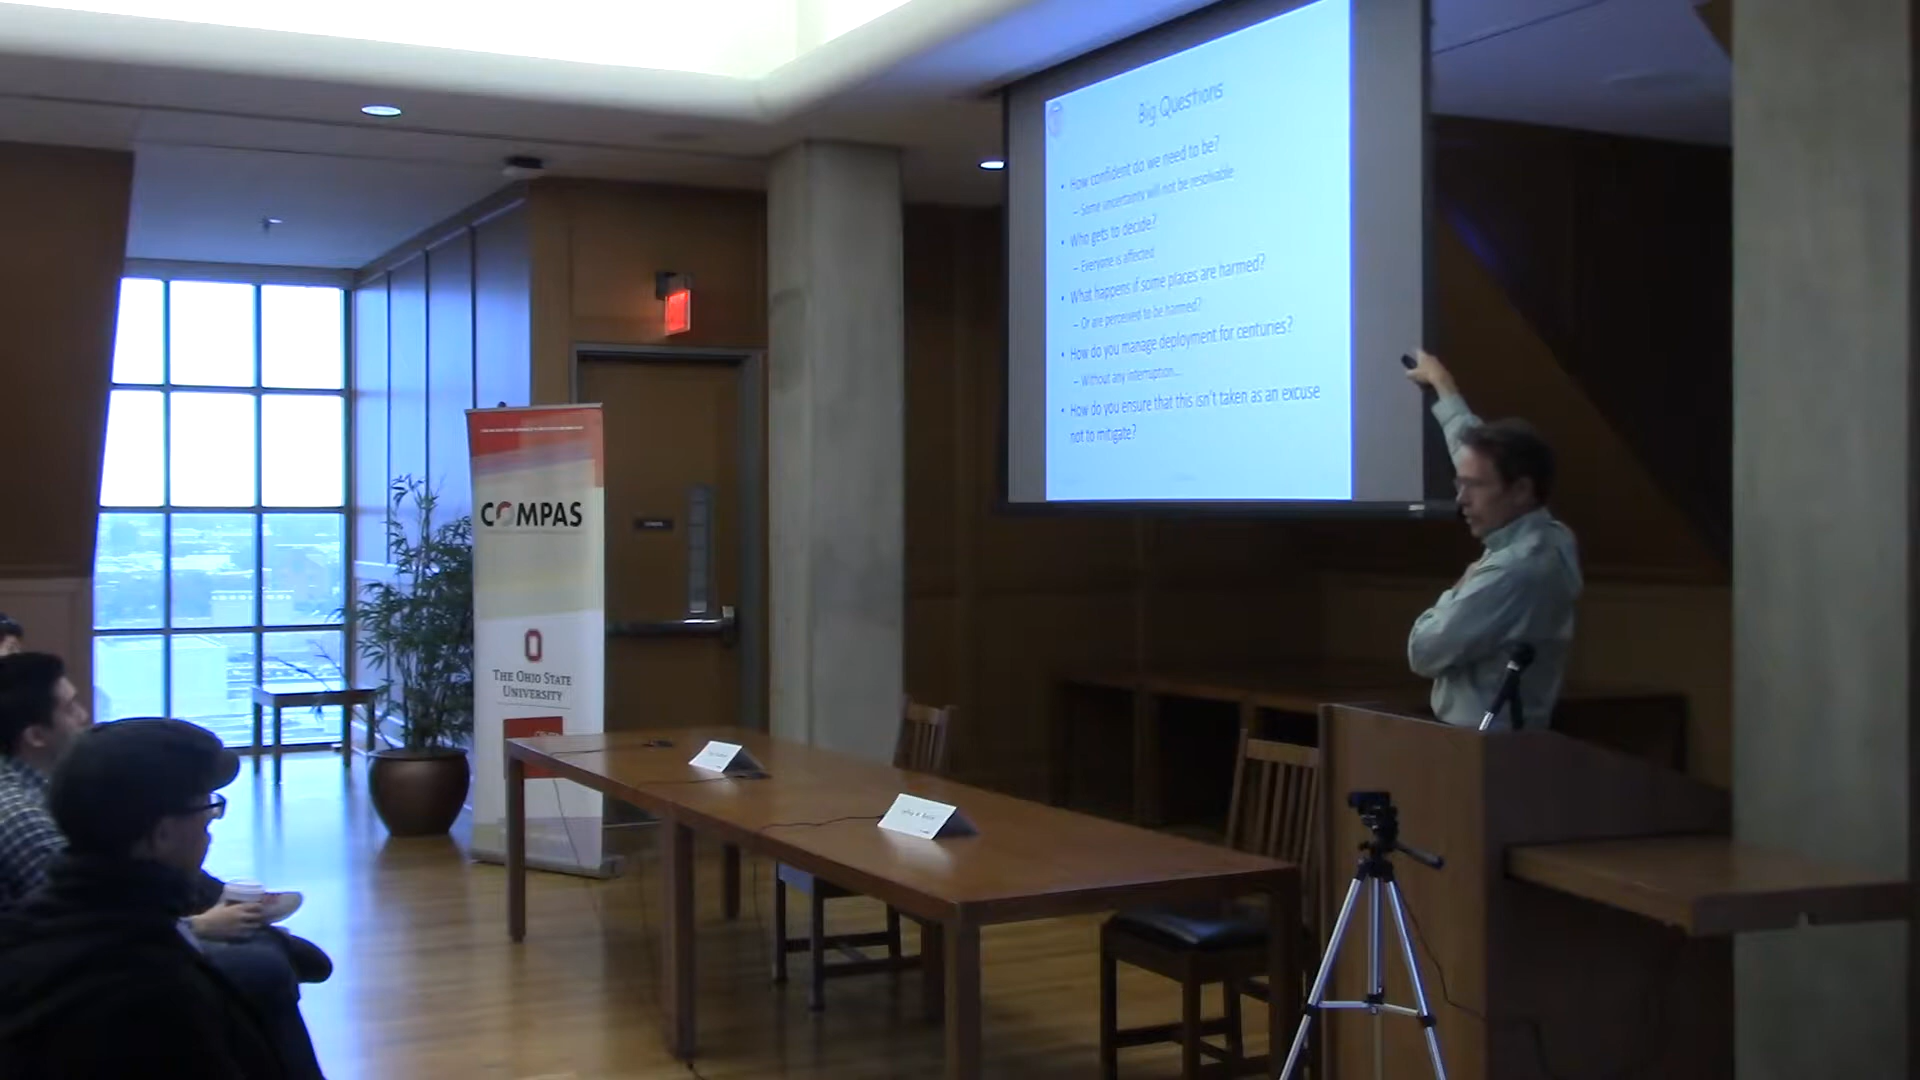 Big Questions
• How confident do we need to be?
– Some uncertainty will not be resolvable
• Who gets to decide?
– Everyone is affected
• What happens if some places are harmed?
– Or are perceived to be harmed?
• How do you manage deployment for centuries?
– Without any interruption...
• How do you ensure that this isn't taken as an excuse
not to mitigate?
COMPAS
THE OHIO STATE
UNIVERSITY